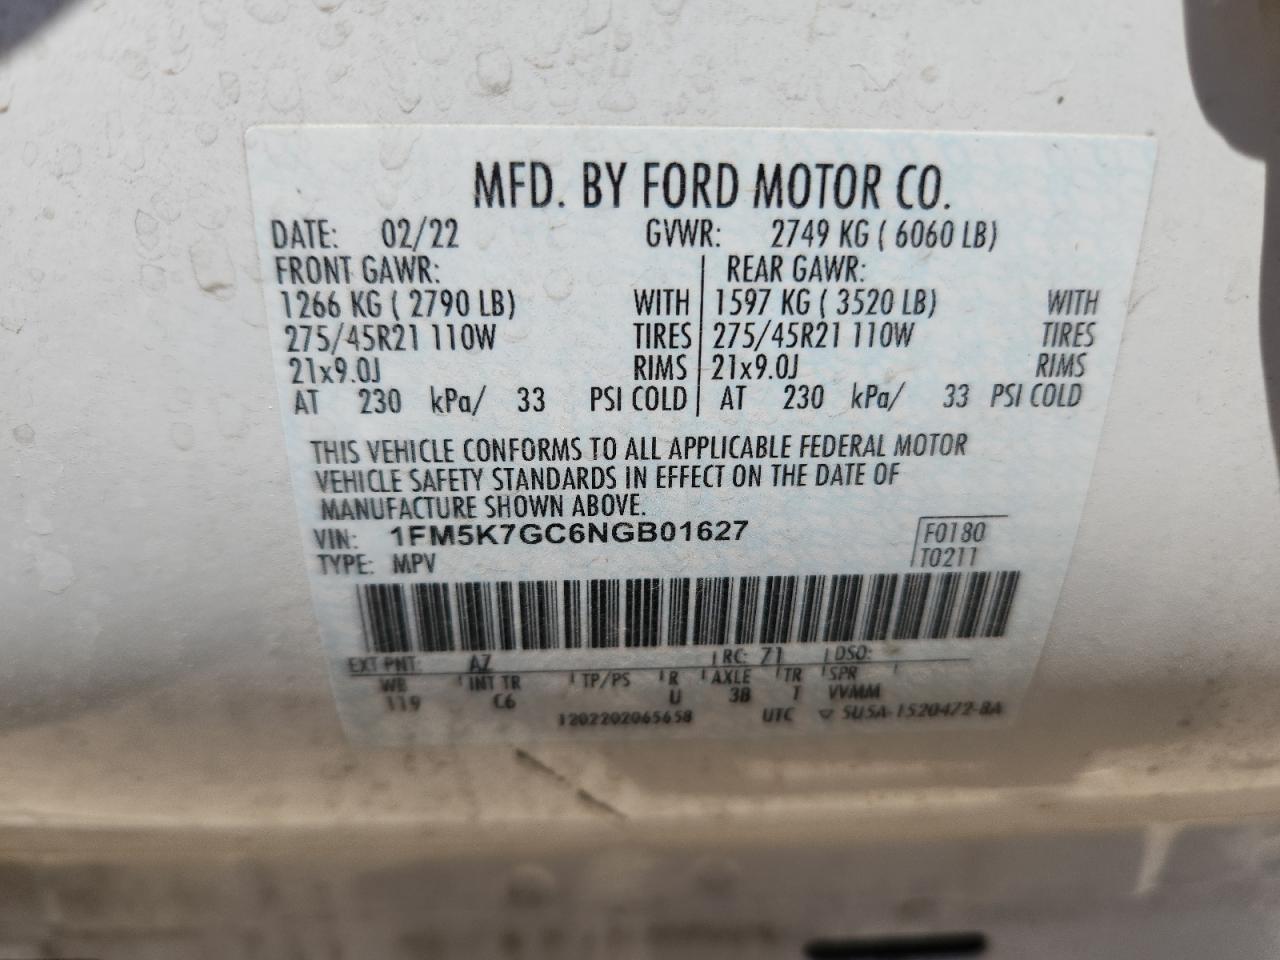 MFD. BY FORD MOTOR CO.
DATE: 02/22 GVWR: 2749 KG ( 6060 LB)
FRONT GAWR: REAR GAWR:
1266 KG ( 2790 LB) WITH 1597 KG ( 3520 LB) WITH
275/45R21 110W TIRES 275/45R21 110W TIRES
21x9.0J RIMS 21x9.0J RIMS
AT 230 kPa/ 33 PSI COLD AT 230 kPa/ 33 PSI COLD
THIS VEHICLE CONFORMS TO ALL APPLICABLE FEDERAL MOTOR
VEHICLE SAFETY STANDARDS IN EFFECT ON THE DATE OF
MANUFACTURE SHOWN ABOVE.
VIN: 1FM5K7GC6NGB01627 F0180
TYPE: MPV T0211
EXT PNT: AZ RC: 71 DSO:
WB INT TR TP/PS R AXLE TR SPR
119 C6 U 3B T VVMM
1202202065658 UTC ▽ SU5A-1520472-BA